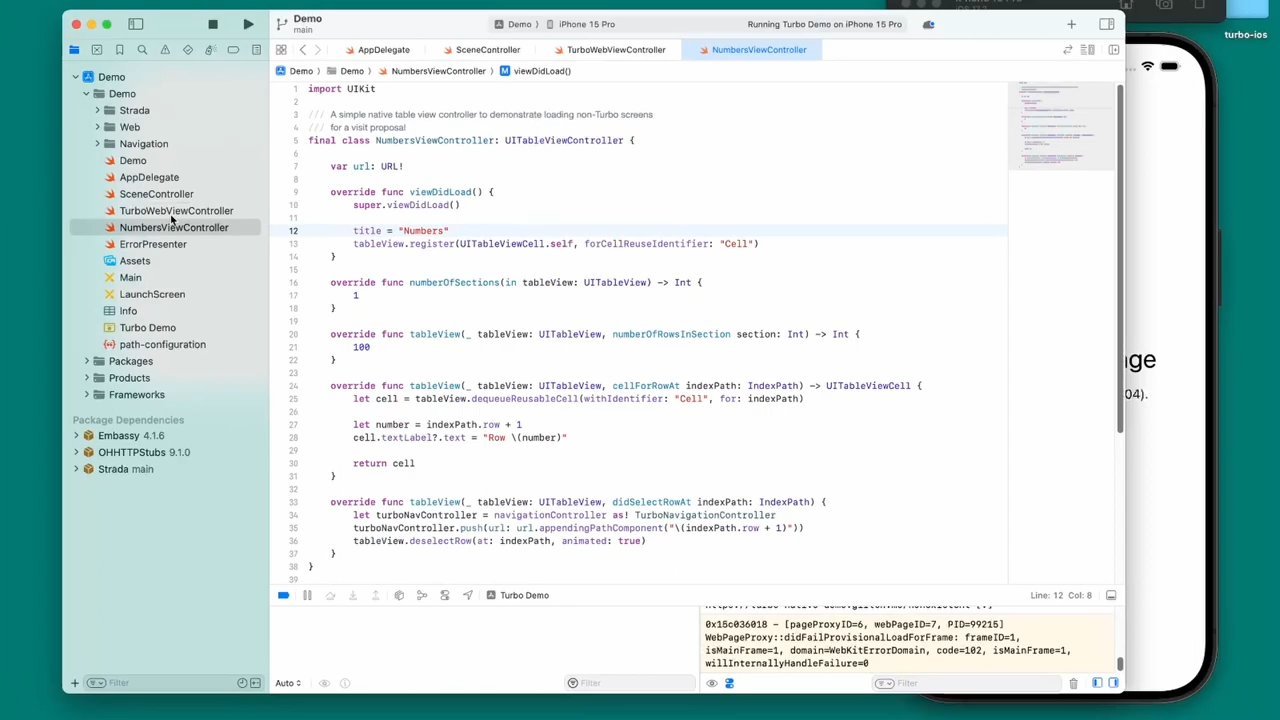 Demo
main
Demo
iPhone 15 Pro
Running Turbo Demo on iPhone 15 Pro
turbo-ios
AppDelegate
SceneController
TurboWebViewController
NumbersViewController
Demo
Demo
NumbersViewController
M
viewDidLoad()
Demo
Demo
Strada
Web
Navigation
Demo
AppDelegate
SceneController
TurboWebViewController
NumbersViewController
ErrorPresenter
Assets
Main
LaunchScreen
Info
Turbo Demo
path-configuration
Packages
Products
Frameworks
Package Dependencies
Embassy 4.1.6
OHHTTPStubs 9.1.0
Strada main
Filter
1 import UIKit
2
3 /// A simple native table view controller to demonstrate loading non-Turbo screens
4 /// for a visit proposal
5 final class NumbersViewController: UITableViewController {
6
7 var url: URL!
8
9 override func viewDidLoad() {
10 super.viewDidLoad()
11
12 title = "Numbers"
13 tableView.register(UITableViewCell.self, forCellReuseIdentifier: "Cell")
14 }
15
16 override func numberOfSections(in tableView: UITableView) -> Int {
17 1
18 }
19
20 override func tableView(_ tableView: UITableView, numberOfRowsInSection section: Int) -> Int {
21 100
22 }
23
24 override func tableView(_ tableView: UITableView, cellForRowAt indexPath: IndexPath) -> UITableViewCell {
25 let cell = tableView.dequeueReusableCell(withIdentifier: "Cell", for: indexPath)
26
27 let number = indexPath.row + 1
28 cell.textLabel?.text = "Row \(number)"
29
30 return cell
31 }
32
33 override func tableView(_ tableView: UITableView, didSelectRowAt indexPath: IndexPath) {
34 let turboNavController = navigationController as! TurboNavigationController
35 turboNavController.push(url: url.appendingPathComponent("\(indexPath.row + 1)"))
36 tableView.deselectRow(at: indexPath, animated: true)
37 }
38 }
39
nge
04).
Turbo Demo
Line: 12 Col: 8
0x15c036018 - [pageProxyID=6, webPageID=7, PID=99215]
WebPageProxy::didFailProvisionalLoadForFrame: frameID=1,
isMainFrame=1, domain=WebKitErrorDomain, code=102, isMainFrame=1,
willInternallyHandleFailure=0
Auto
Filter
Filter